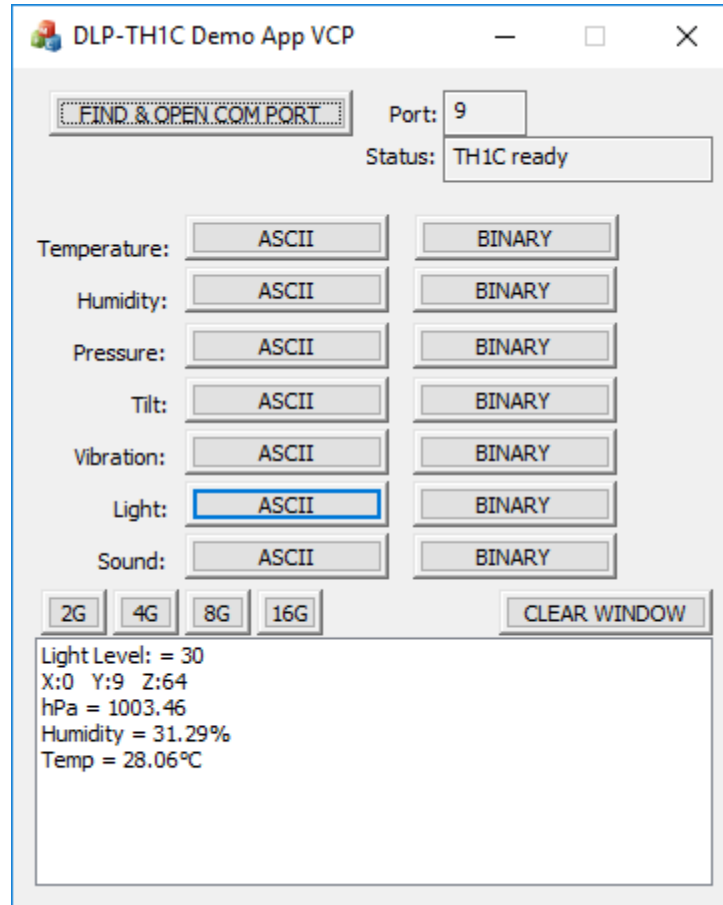 DLP-TH1C Demo App VCP
FIND & OPEN COM PORT Port: 9
Status: TH1C ready
Temperature: ASCII BINARY
Humidity: ASCII BINARY
Pressure: ASCII BINARY
Tilt: ASCII BINARY
Vibration: ASCII BINARY
Light: ASCII BINARY
Sound: ASCII BINARY
2G 4G 8G 16G CLEAR WINDOW
Light Level: = 30
X:0 Y:9 Z:64
hPa = 1003.46
Humidity = 31.29%
Temp = 28.06°C